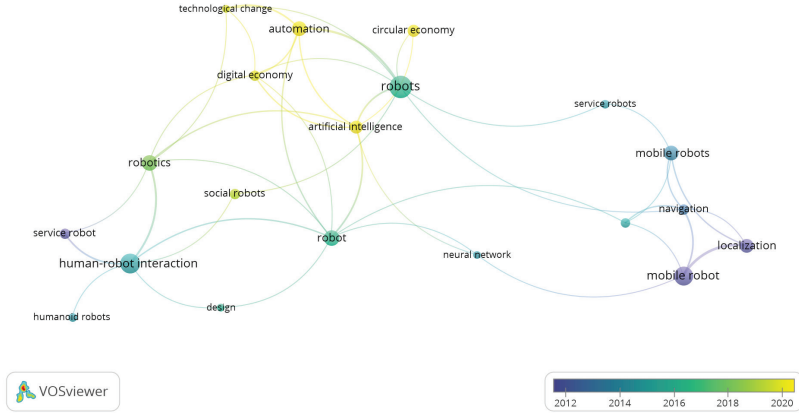 technological change
automation
circular economy
digital economy
robots
service robots
artificial intelligence
mobile robots
robotics
social robots
navigation
service robot
robot
localization
human-robot interaction
neural network
mobile robot
design
humanoid robots
VOSviewer
2012 2014 2016 2018 2020